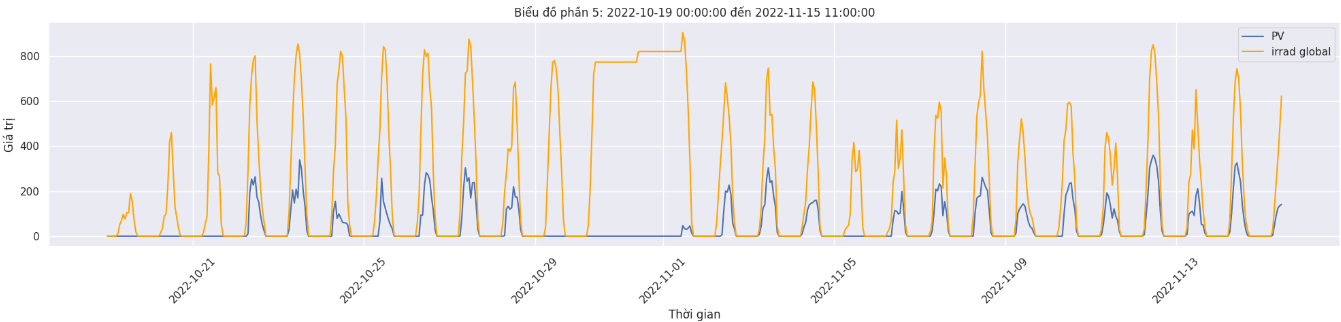 Biểu đồ phần 5: 2022-10-19 00:00:00 đến 2022-11-15 11:00:00
PV
irrad global
Giá trị
800
600
400
200
0
2022-10-21
2022-10-25
2022-10-29
2022-11-01
2022-11-05
2022-11-09
2022-11-13
Thời gian